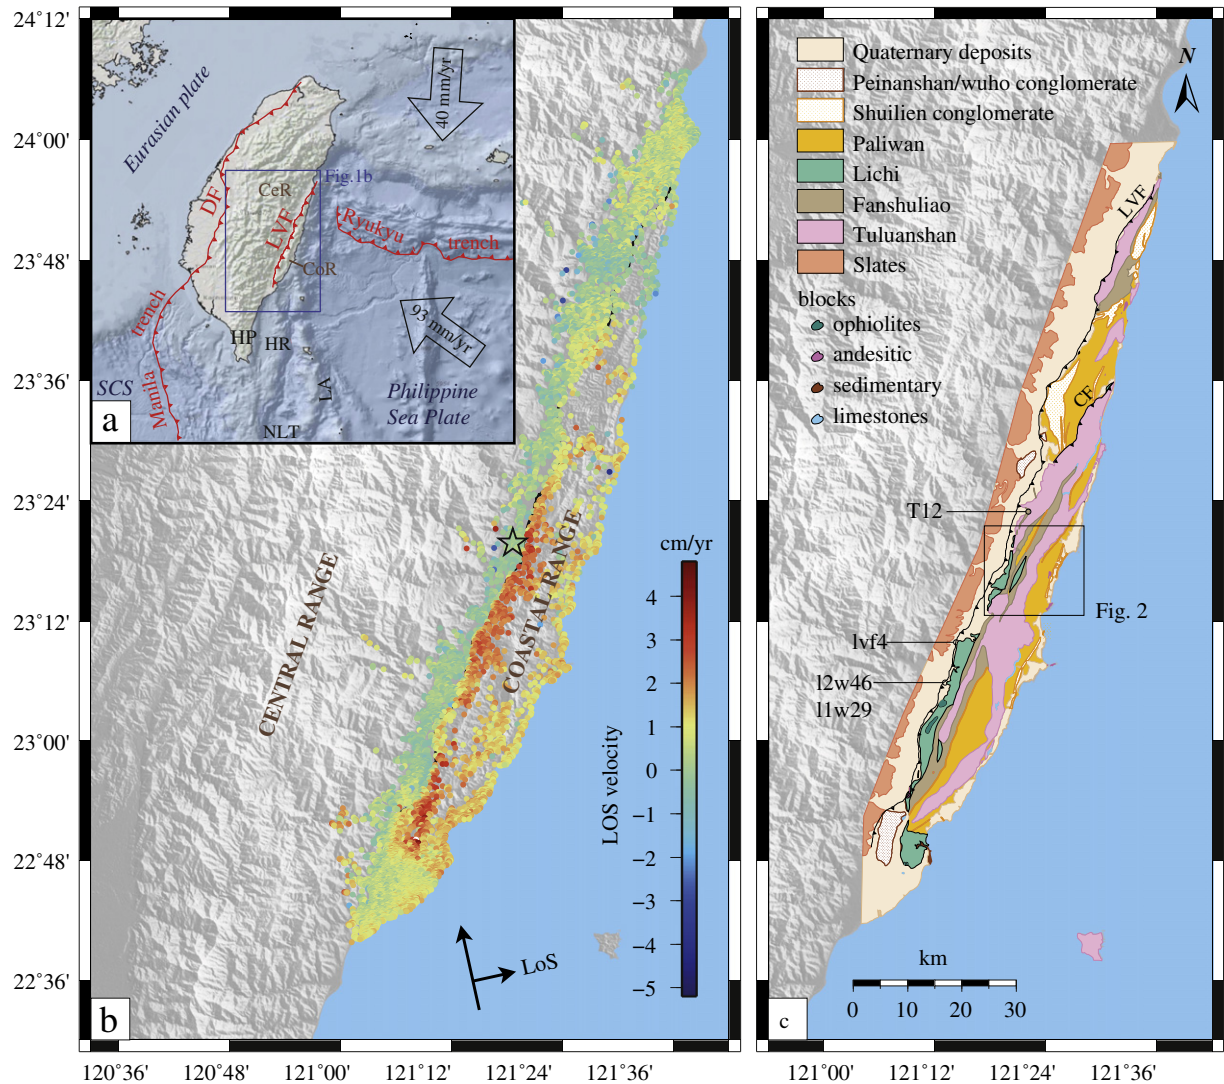 24°12'
24°00'
23°48'
23°36'
23°24'
23°12'
23°00'
22°48'
22°36'
Eurasian plate
40 mm/yr
Fig.1b
CeR
DF
LVF
Ryukyu
trench
CoR
93 mm/yr
Manila
trench
HP
HR
LA
SCS
Philippine
Sea Plate
NLT
a
CENTRAL RANGE
COASTAL RANGE
cm/yr
4
3
2
1
0
−1
−2
−3
−4
−5
LOS velocity
LoS
b
120°36'
120°48'
121°00'
121°12'
121°24'
121°36'
Quaternary deposits
Peinanshan/wuho conglomerate
Shuilien conglomerate
Paliwan
Lichi
Fanshuliao
Tuluanshan
Slates
blocks
ophiolites
andesitic
sedimentary
limestones
N
LVF
CF
T12
Fig. 2
lvf4
l2w46
l1w29
km
0
10
20
30
c
121°00'
121°12'
121°24'
121°36'